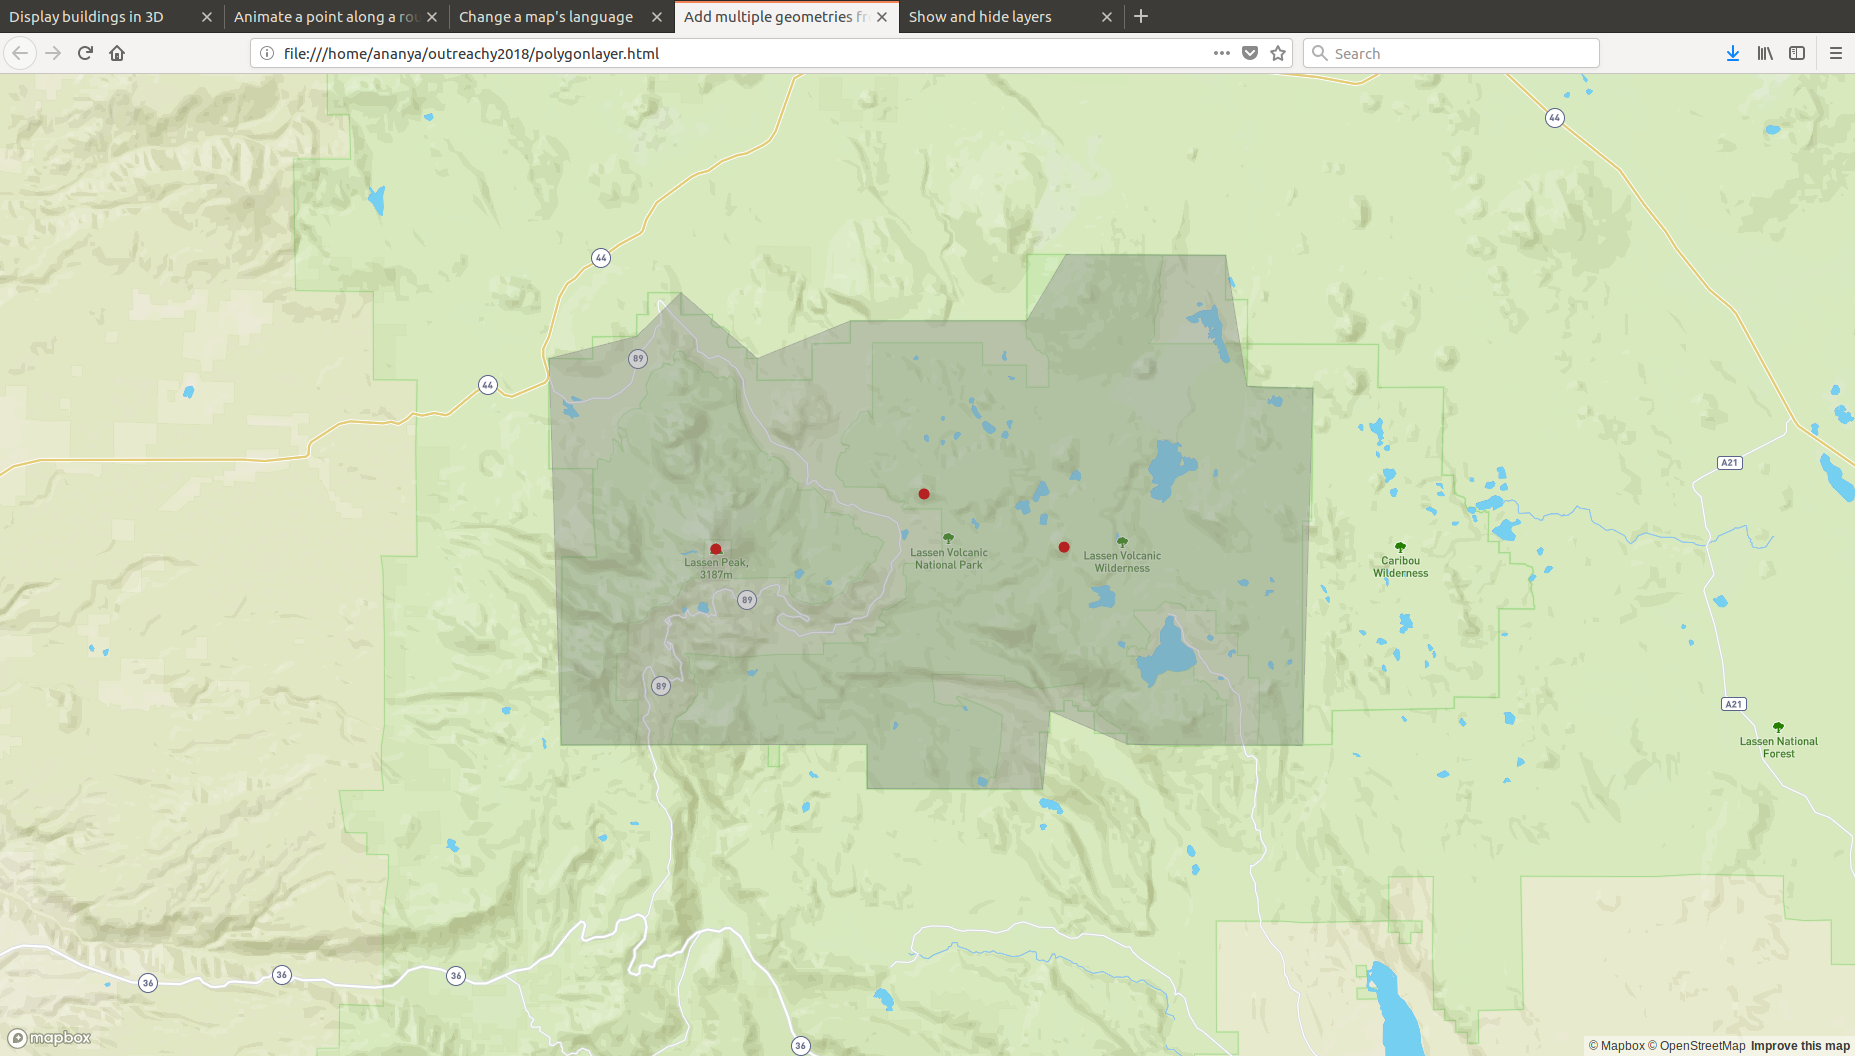 Display buildings in 3D
Animate a point along a rou
Change a map's language
Add multiple geometries fr
Show and hide layers
file:///home/ananya/outreachy2018/polygonlayer.html
Search
44
44
89
44
A21
Lassen Volcanic
National Park
Lassen Volcanic
Wilderness
Caribou
Wilderness
Lassen Peak,
3187m
89
89
A21
Lassen National
Forest
36
36
36
36
mapbox
© Mapbox © OpenStreetMap Improve this map